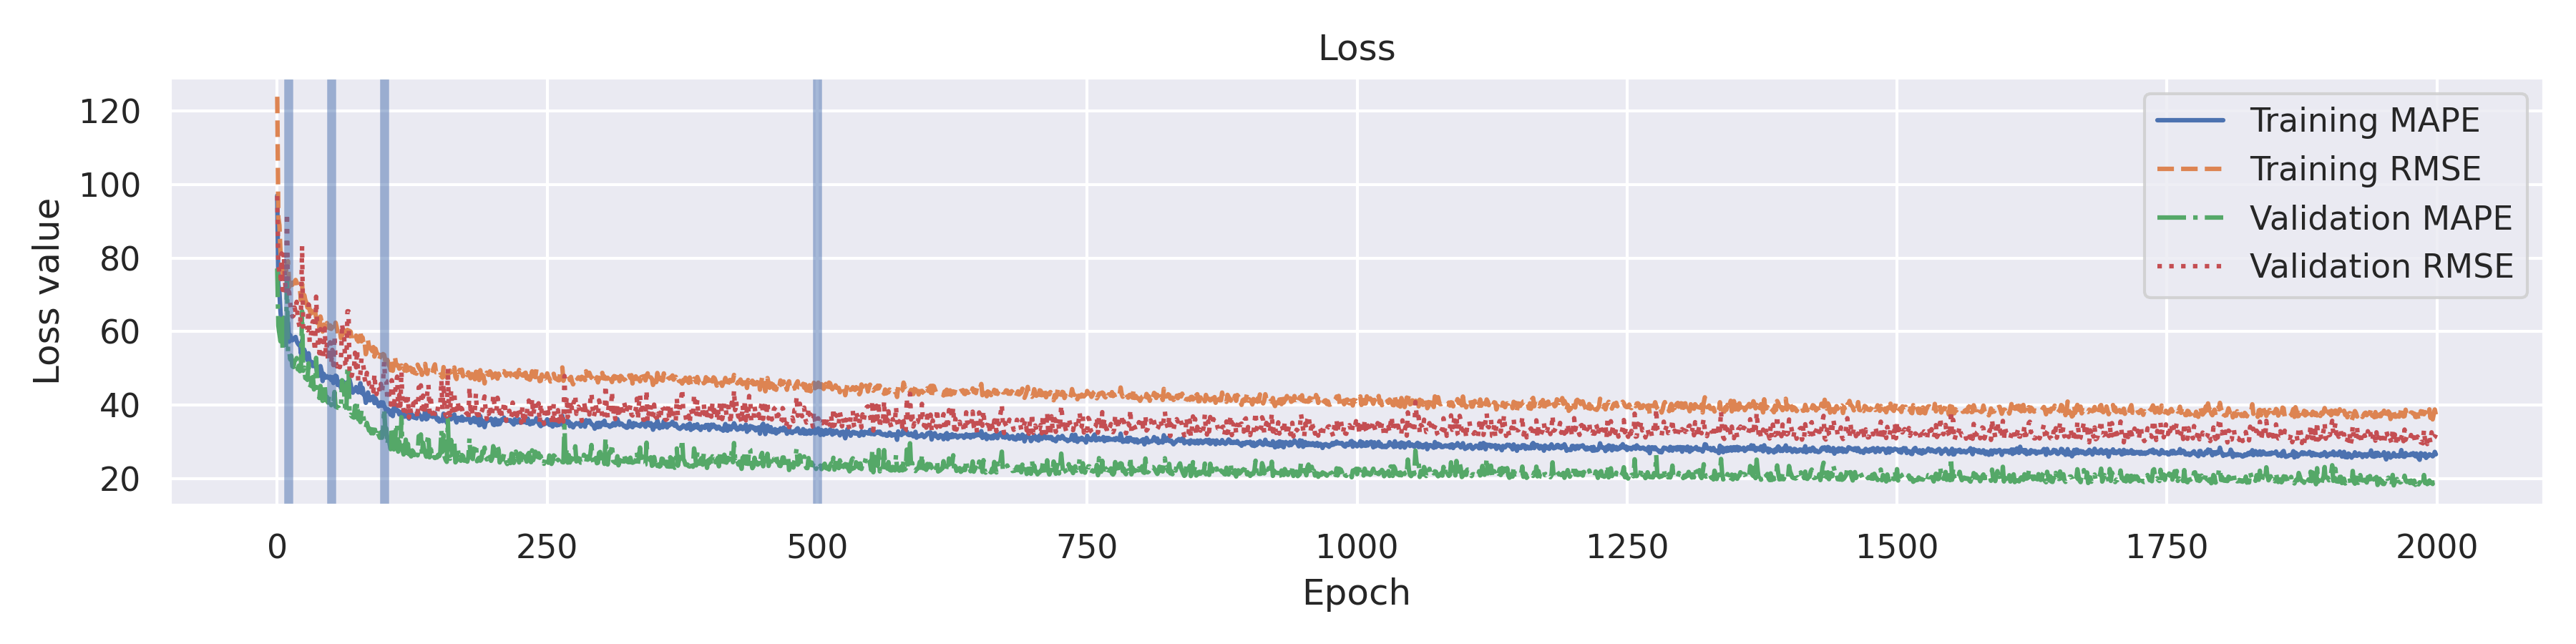 Loss
120
100
80
60
40
20
Loss value
Training MAPE
Training RMSE
Validation MAPE
Validation RMSE
0 250 500 750 1000 1250 1500 1750 2000
Epoch